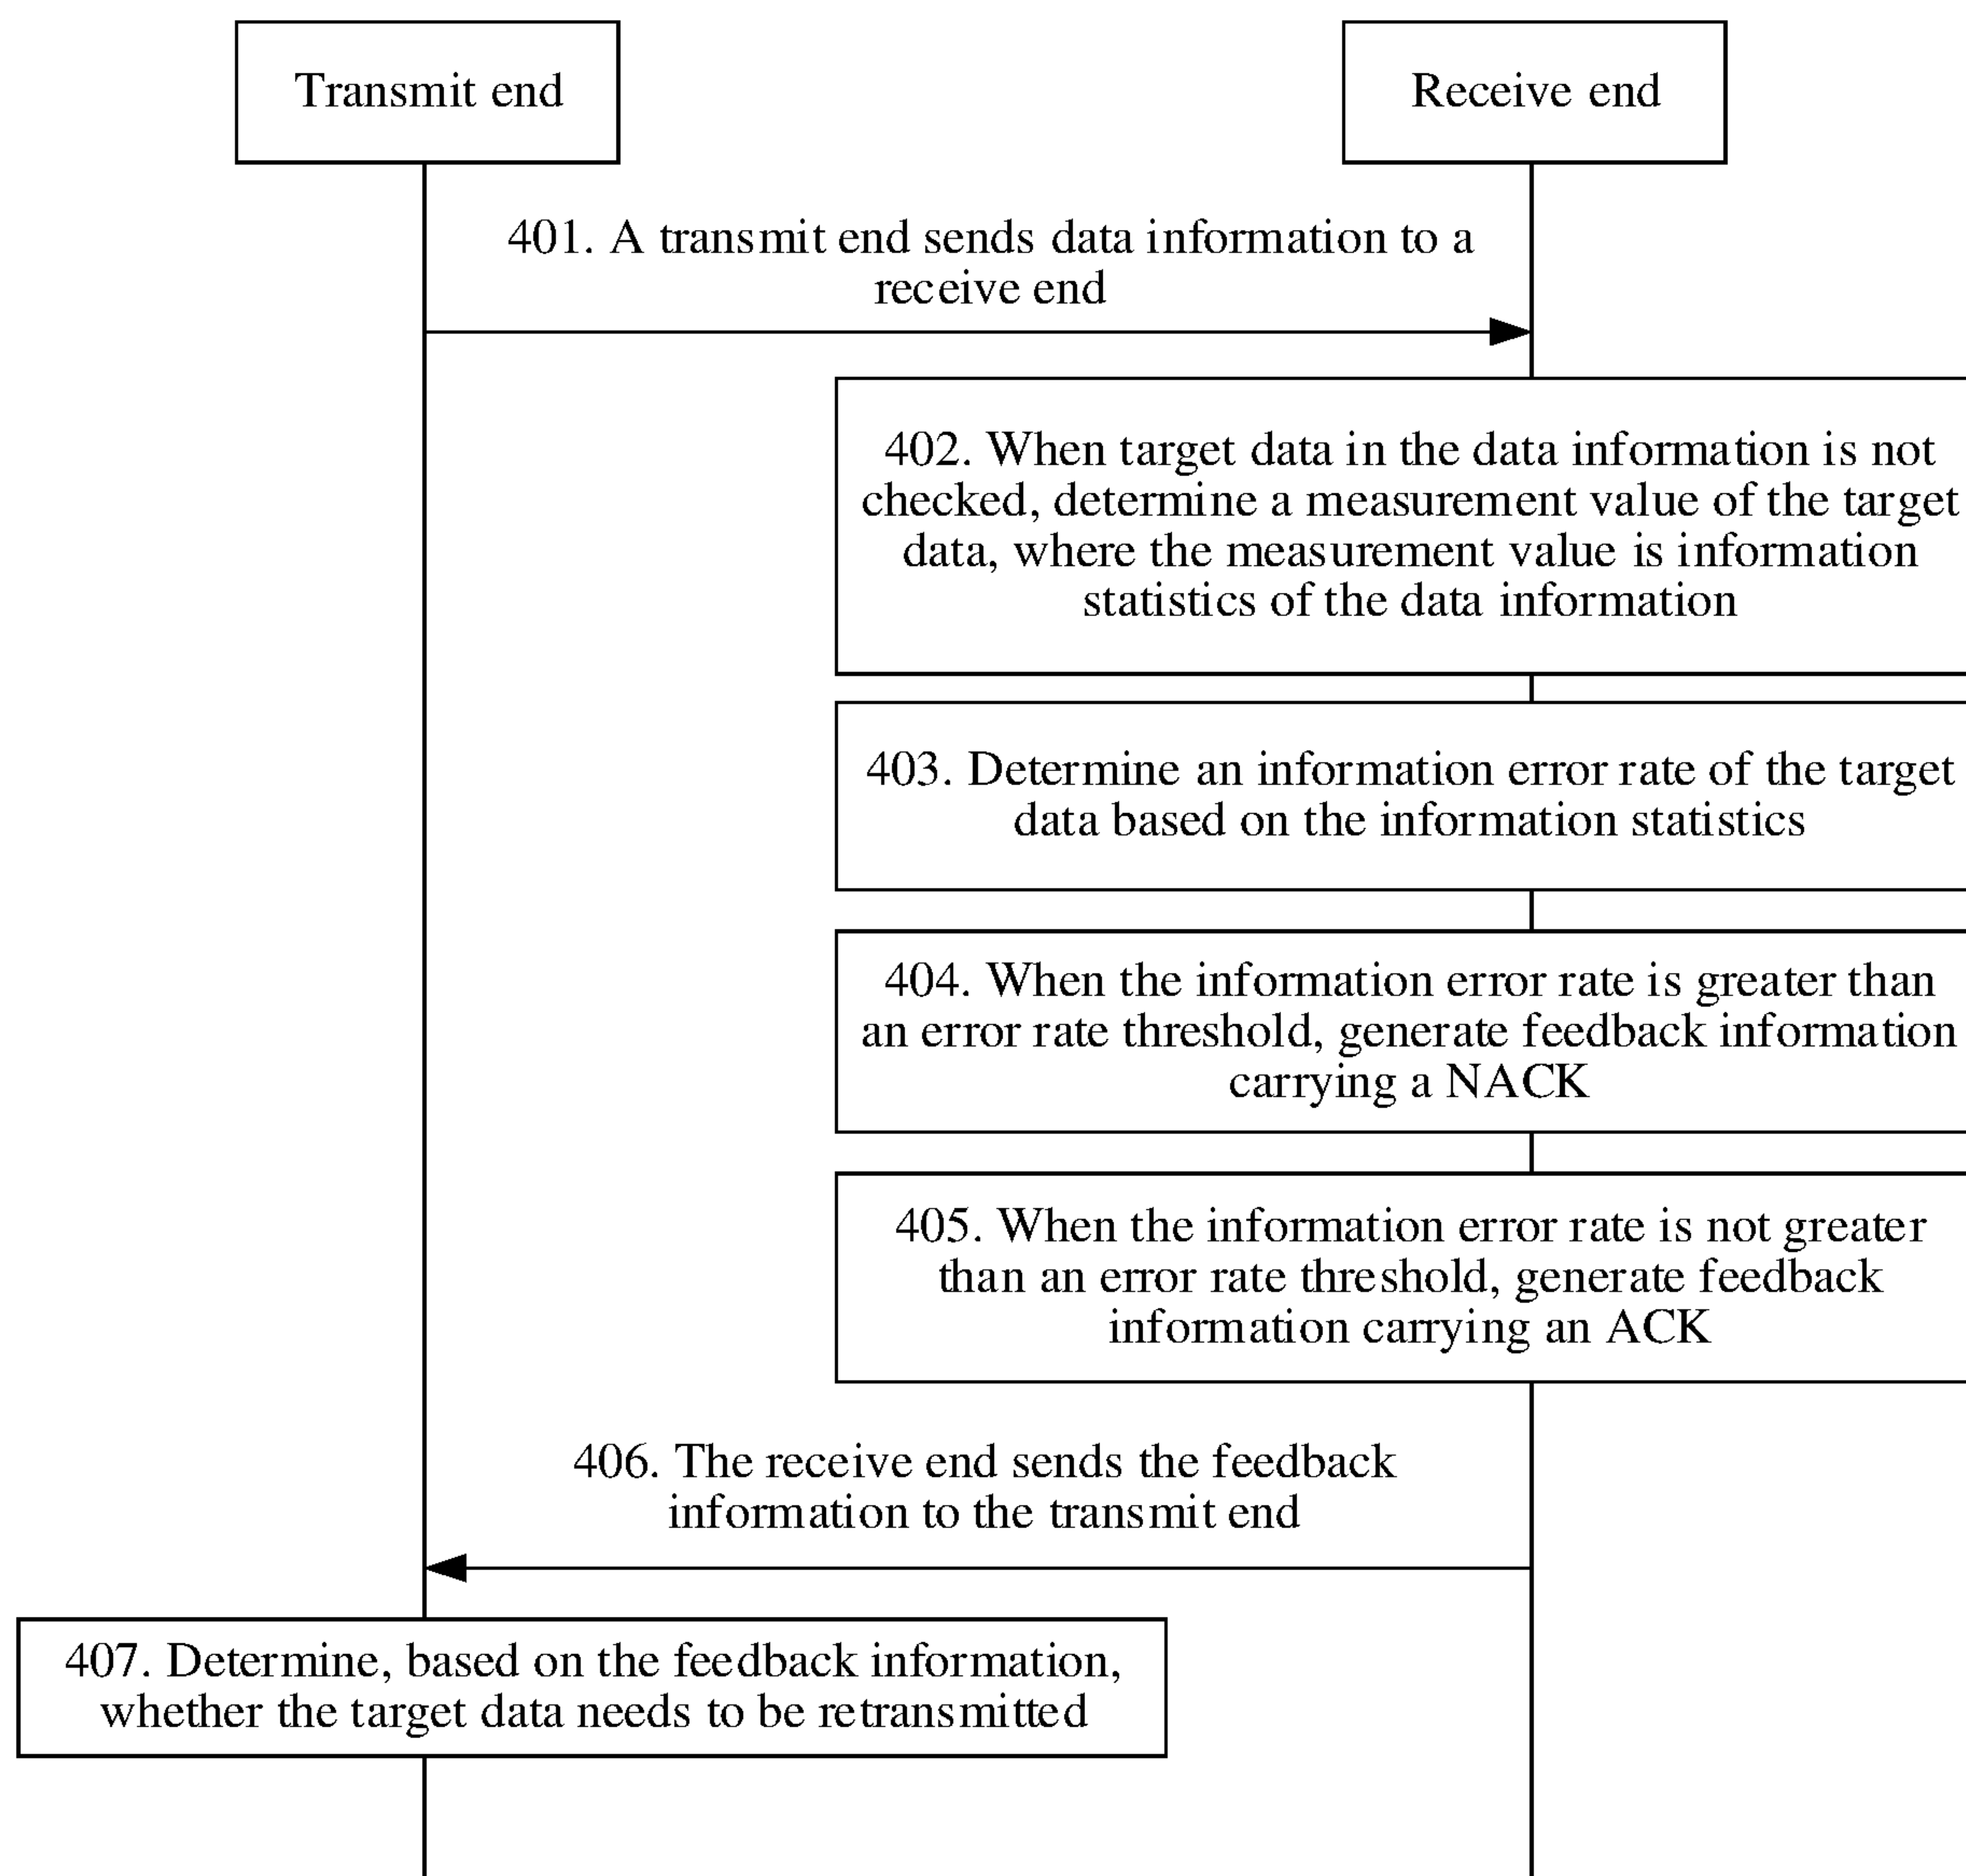 Transmit end
Receive end
401. A transmit end sends data information to a
receive end
402. When target data in the data information is not
checked, determine a measurement value of the target
data, where the measurement value is information
statistics of the data information
403. Determine an information error rate of the target
data based on the information statistics
404. When the information error rate is greater than
an error rate threshold, generate feedback information
carrying a NACK
405. When the information error rate is not greater
than an error rate threshold, generate feedback
information carrying an ACK
406. The receive end sends the feedback
information to the transmit end
407. Determine, based on the feedback information,
whether the target data needs to be retransmitted